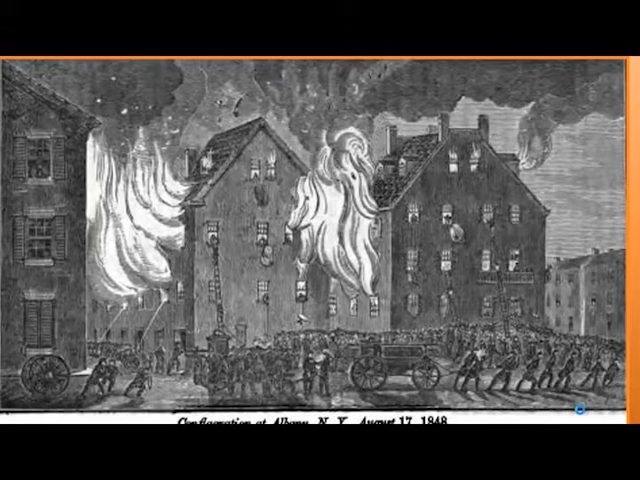 Conflagration at Albany, N. Y., August 17, 1848